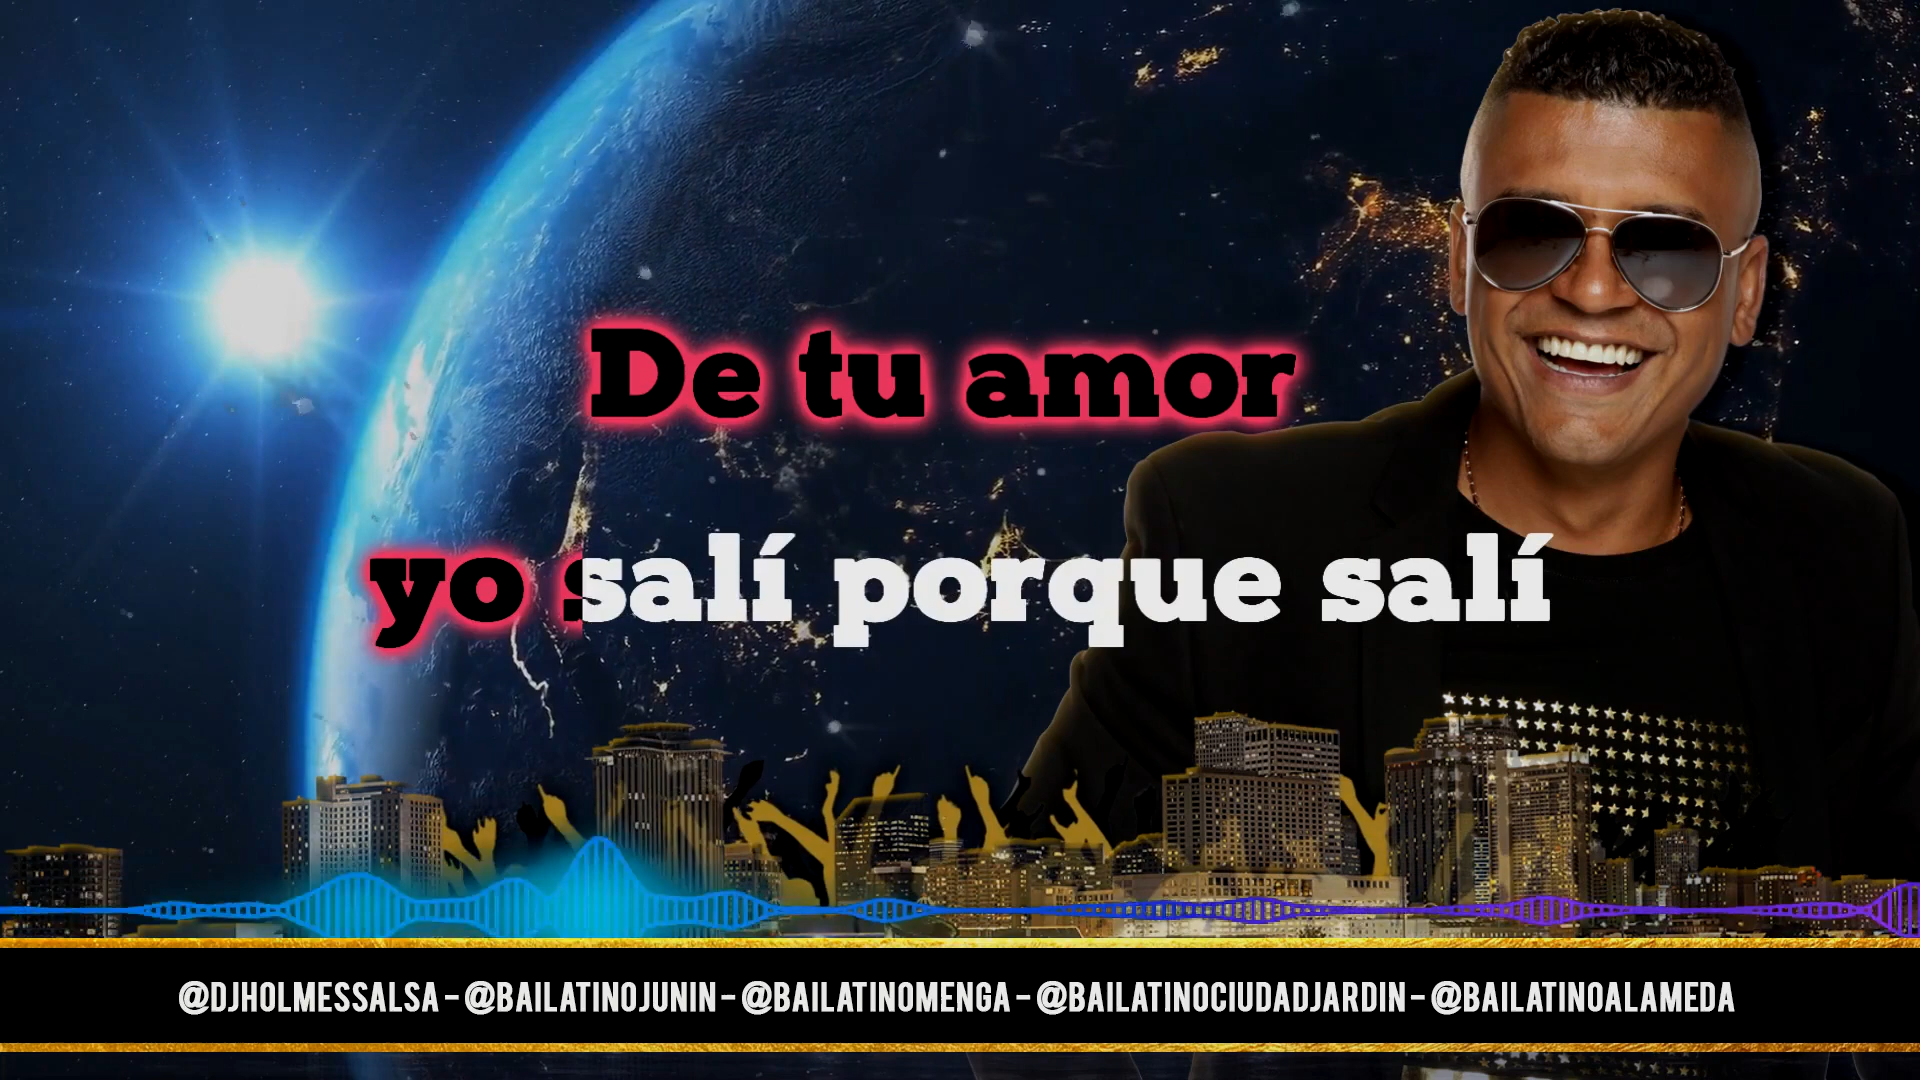 De tu amor
yo salí porque salí
@DJHOLMESSALSA - @BAILATINOJUNIN - @BAILATINOMENGA - @BAILATINOCIUDADJARDIN - @BAILATINOALAMEDA